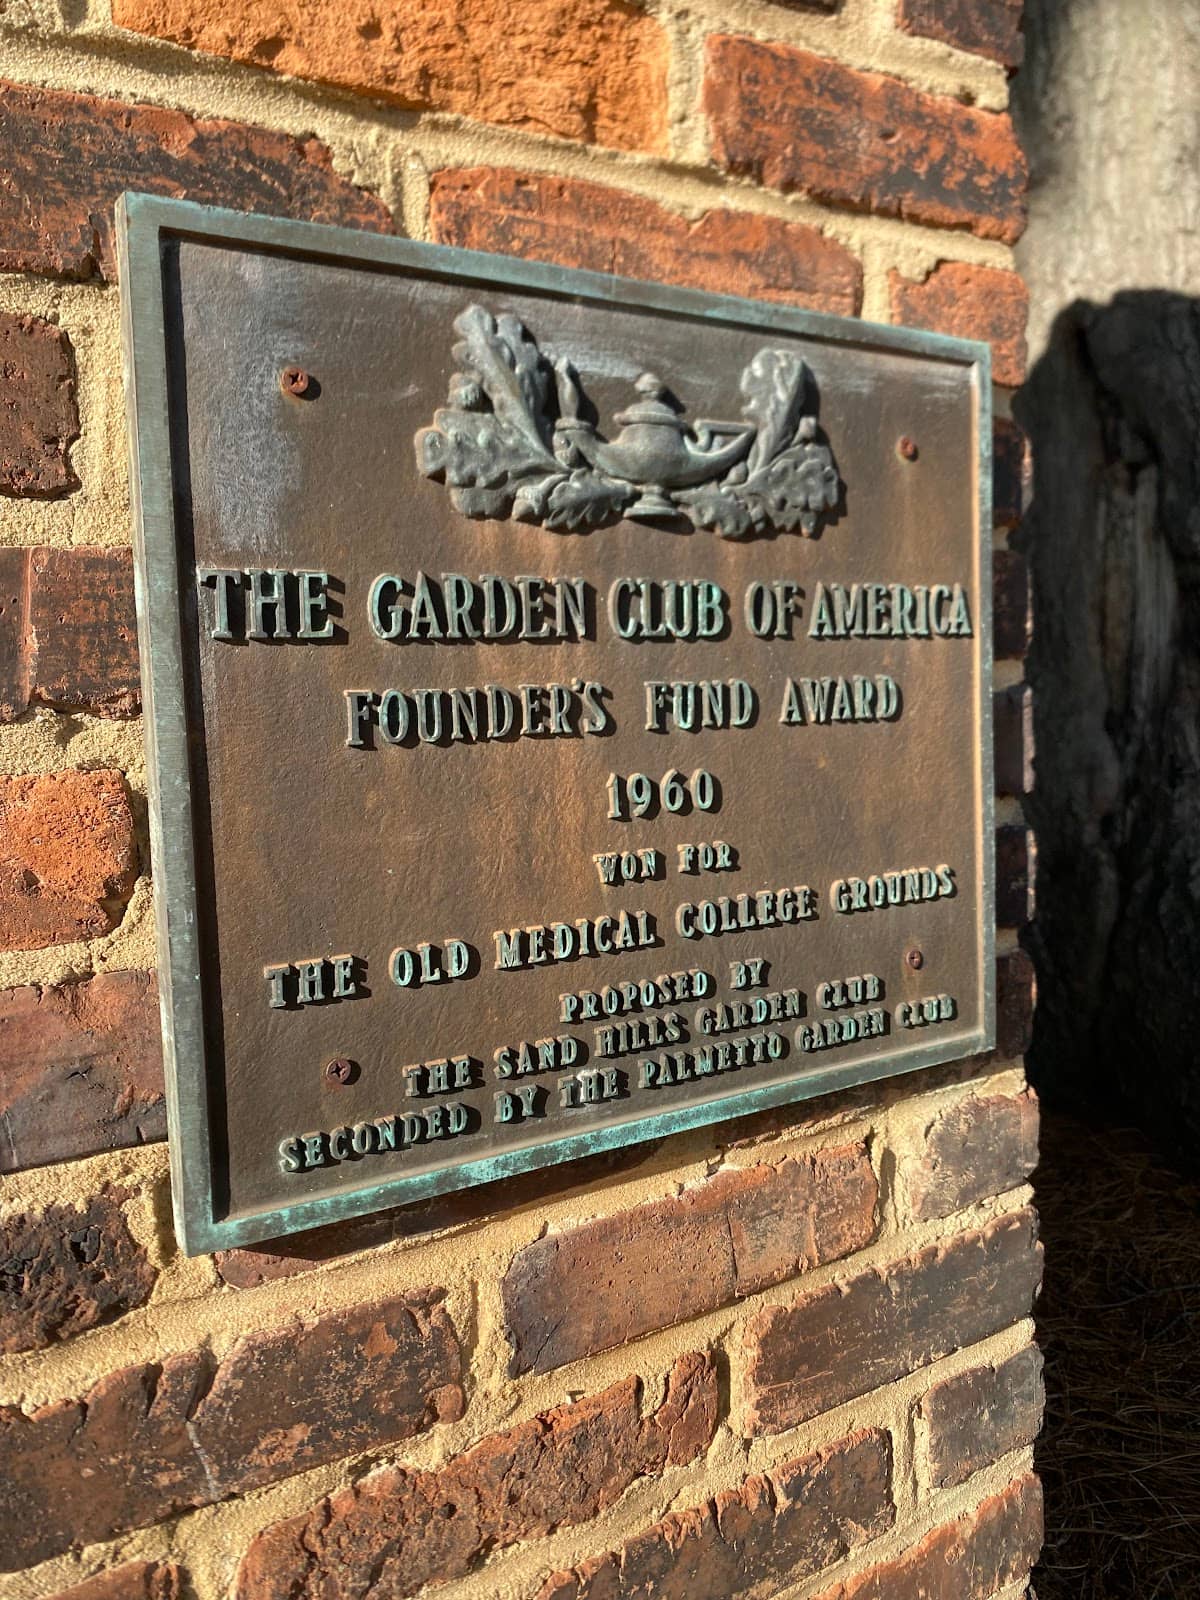 THE GARDEN CLUB OF AMERICA
FOUNDER'S FUND AWARD
1960
WON FOR
THE OLD MEDICAL COLLEGE GROUNDS
PROPOSED BY
THE SAND HILLS GARDEN CLUB
SECONDED BY THE PALMETTO GARDEN CLUB